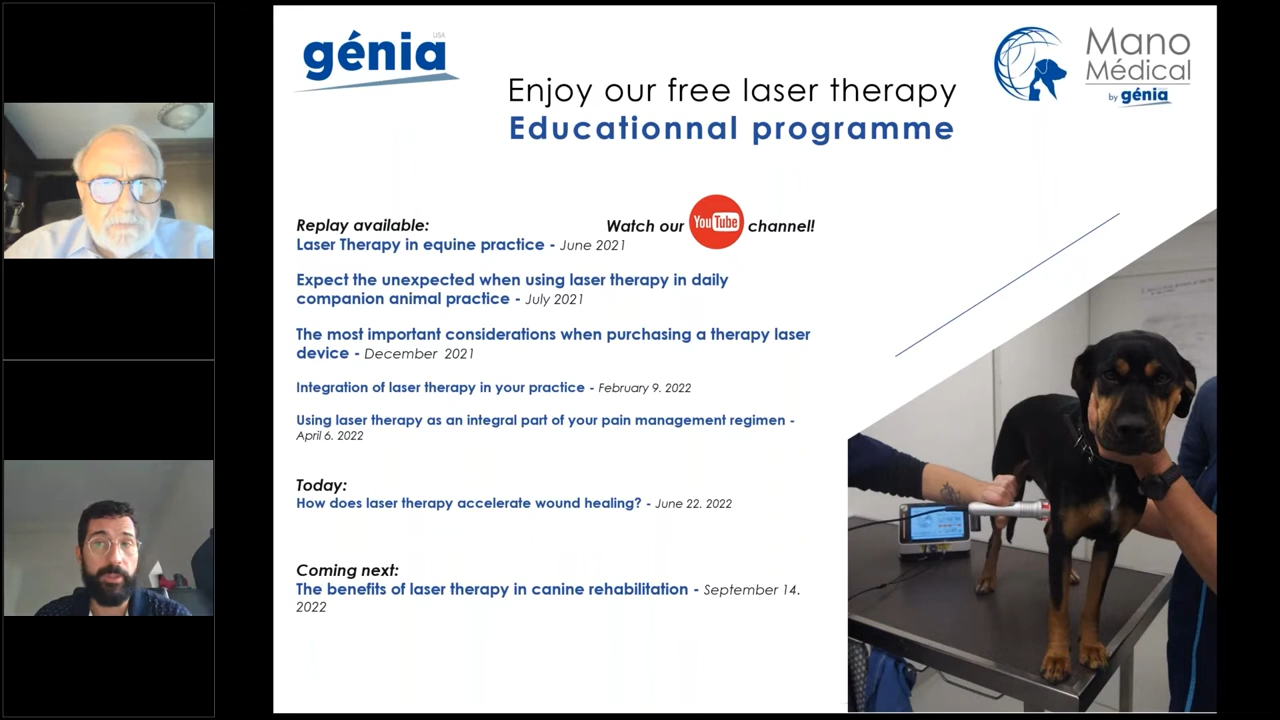 génia
USA
Mano
Médical
by génia
Enjoy our free laser therapy
Educationnal programme
Replay available:
Watch our YouTube channel!
Laser Therapy in equine practice - June 2021
Expect the unexpected when using laser therapy in daily
companion animal practice - July 2021
The most important considerations when purchasing a therapy laser
device - December 2021
Integration of laser therapy in your practice - February 9. 2022
Using laser therapy as an integral part of your pain management regimen -
April 6. 2022
Today:
How does laser therapy accelerate wound healing? - June 22. 2022
Coming next:
The benefits of laser therapy in canine rehabilitation - September 14.
2022